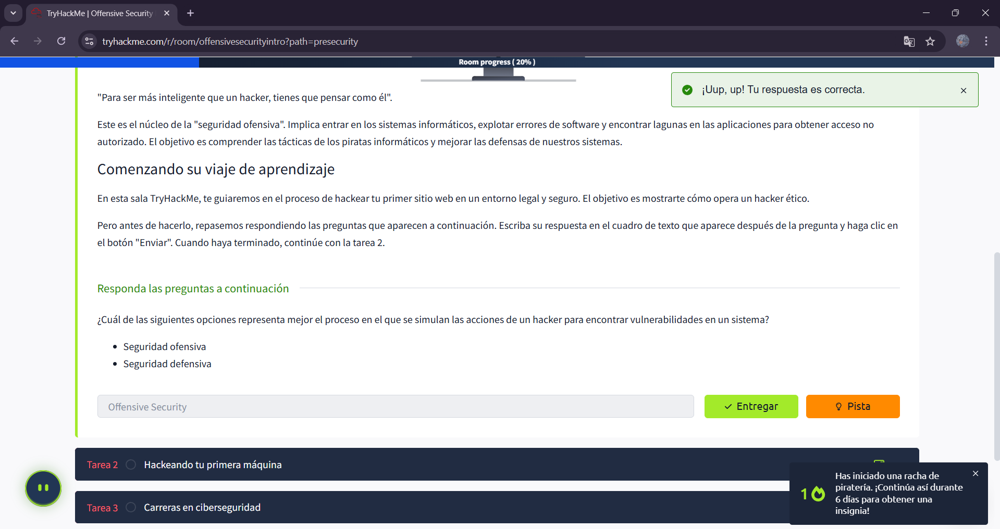 TryHackMe | Offensive Security
tryhackme.com/r/room/offensivesecurityintro?path=presecurity
Room progress ( 20% )
¡Uup, up! Tu respuesta es correcta.
"Para ser más inteligente que un hacker, tienes que pensar como él".
Este es el núcleo de la "seguridad ofensiva". Implica entrar en los sistemas informáticos, explotar errores de software y encontrar lagunas en las aplicaciones para obtener acceso no
autorizado. El objetivo es comprender las tácticas de los piratas informáticos y mejorar las defensas de nuestros sistemas.
Comenzando su viaje de aprendizaje
En esta sala TryHackMe, te guiaremos en el proceso de hackear tu primer sitio web en un entorno legal y seguro. El objetivo es mostrarte cómo opera un hacker ético.
Pero antes de hacerlo, repasemos respondiendo las preguntas que aparecen a continuación. Escriba su respuesta en el cuadro de texto que aparece después de la pregunta y haga clic en
el botón "Enviar". Cuando haya terminado, continúe con la tarea 2.
Responda las preguntas a continuación
¿Cuál de las siguientes opciones representa mejor el proceso en el que se simulan las acciones de un hacker para encontrar vulnerabilidades en un sistema?
Seguridad ofensiva
Seguridad defensiva
Offensive Security
Entregar
Pista
Tarea 2 Hackeando tu primera máquina
Tarea 3 Carreras en ciberseguridad
1
Has iniciado una racha de
piratería. ¡Continúa así durante
6 días para obtener una
insignia!